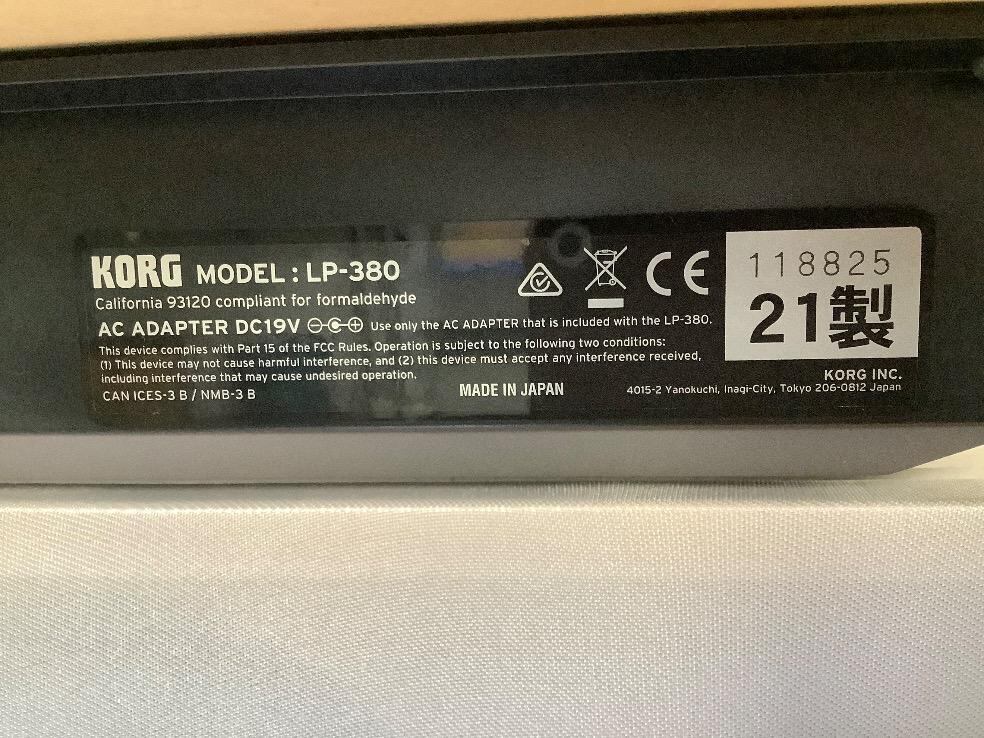 KORG MODEL : LP-380
California 93120 compliant for formaldehyde
AC ADAPTER DC19V Use only the AC ADAPTER that is included with the LP-380.
This device complies with Part 15 of the FCC Rules. Operation is subject to the following two conditions:
(1) This device may not cause harmful interference, and (2) this device must accept any interference received,
including interference that may cause undesired operation.
CAN ICES-3 B / NMB-3 B
MADE IN JAPAN
CE
118825
21製
KORG INC.
4015-2 Yanokuchi, Inagi-City, Tokyo 206-0812 Japan